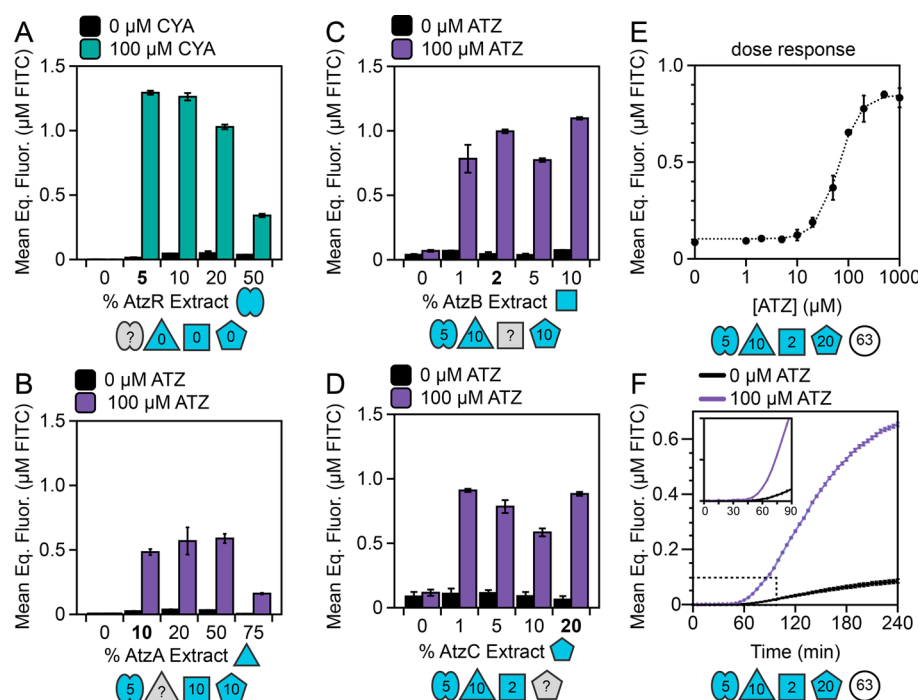 A
0 µM CYA
100 µM CYA
Mean Eq. Fluor. (µM FITC)
1.5
1.0
0.5
0
0 5 10 20 50
% AtzR Extract
? 0 0 0
B
0 µM ATZ
100 µM ATZ
Mean Eq. Fluor. (µM FITC)
1.5
1.0
0.5
0
0 10 20 50 75
% AtzA Extract
5 ? 10 10
C
0 µM ATZ
100 µM ATZ
Mean Eq. Fluor. (µM FITC)
1.5
1.0
0.5
0
0 1 2 5 10
% AtzB Extract
5 10 ? 10
D
0 µM ATZ
100 µM ATZ
Mean Eq. Fluor. (µM FITC)
1.5
1.0
0.5
0
0 1 5 10 20
% AtzC Extract
5 10 2 ?
E
dose response
Mean Eq. Fluor. (µM FITC)
1.0
0.5
0
0 1 10 100 1000
[ATZ] (µM)
5 10 2 20 63
F
0 µM ATZ
100 µM ATZ
Mean Eq. Fluor. (µM FITC)
0.6
0.4
0.2
0
0 30 60 90
0 60 120 180 240
Time (min)
5 10 2 20 63